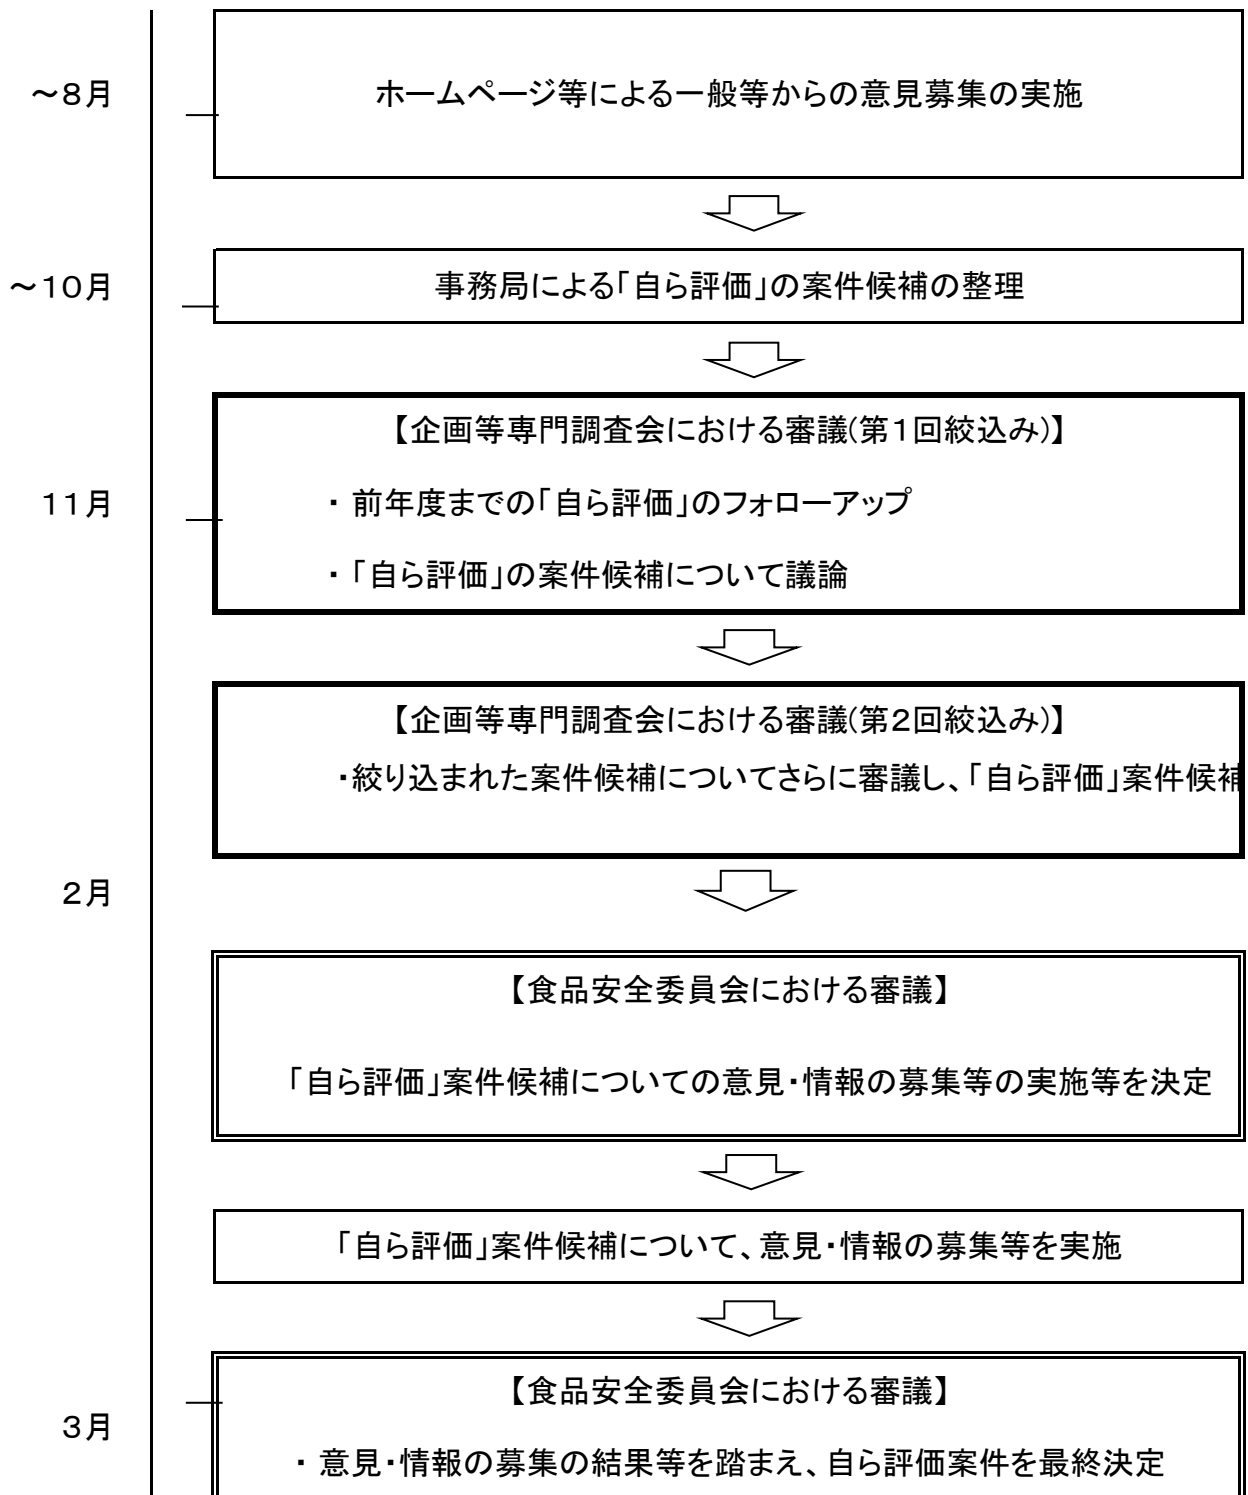 ～8月
ホームページ等による一般等からの意見募集の実施
～10月
事務局による「自ら評価」の案件候補の整理
【企画等専門調査会における審議(第1回絞込み)】
11月
・ 前年度までの「自ら評価」のフォローアップ
・ 「自ら評価」の案件候補について議論
【企画等専門調査会における審議(第2回絞込み)】
・絞り込まれた案件候補についてさらに審議し、「自ら評価」案件候補
2月
【食品安全委員会における審議】
「自ら評価」案件候補についての意見・情報の募集等の実施等を決定
「自ら評価」案件候補について、意見・情報の募集等を実施
【食品安全委員会における審議】
3月
・ 意見・情報の募集の結果等を踏まえ、自ら評価案件を最終決定